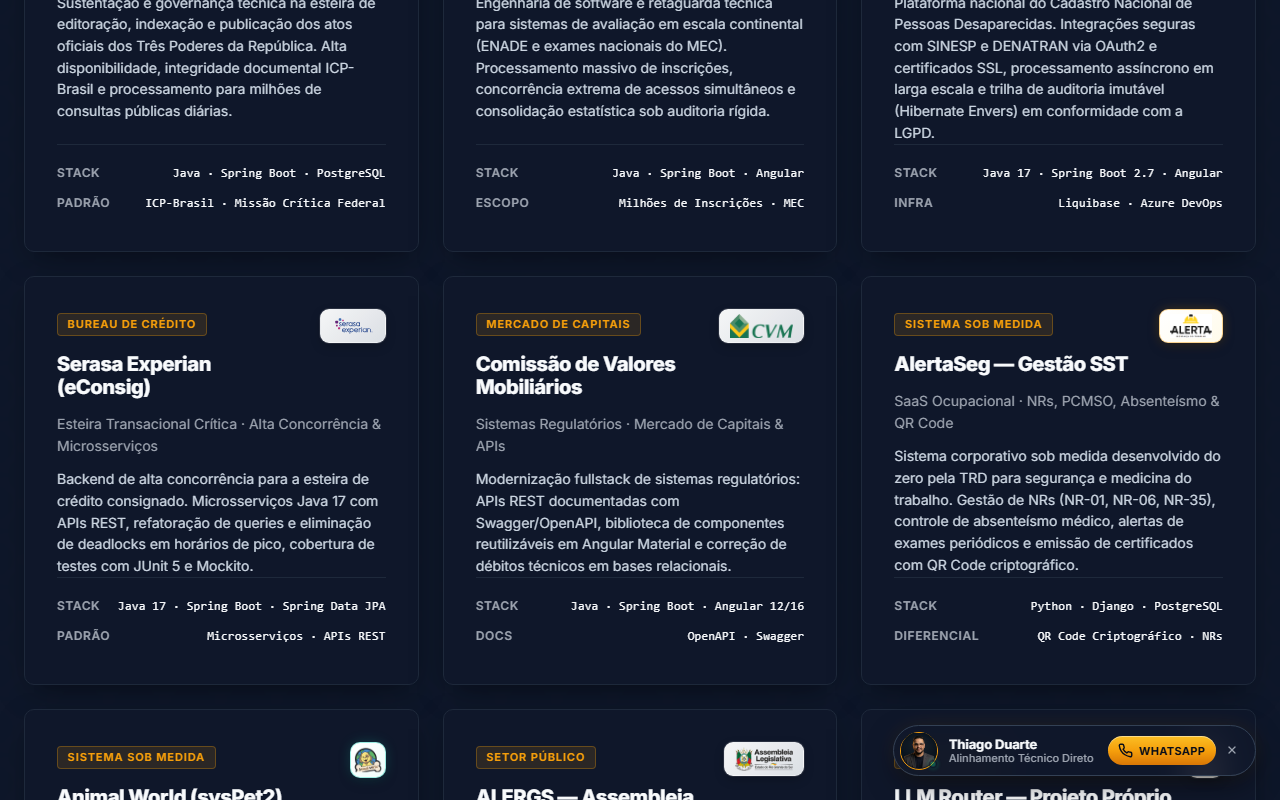 Sustentação e governança técnica na esteira de
editoração, indexação e publicação dos atos
oficiais dos Três Poderes da República. Alta
disponibilidade, integridade documental ICP-
Brasil e processamento para milhões de
consultas públicas diárias.
STACK Java · Spring Boot · PostgreSQL
PADRÃO ICP-Brasil · Missão Crítica Federal
Engenharia de software e retaguarda técnica
para sistemas de avaliação em escala continental
(ENADE e exames nacionais do MEC).
Processamento massivo de inscrições,
concorrência extrema de acessos simultâneos e
consolidação estatística sob auditoria rígida.
STACK Java · Spring Boot · Angular
ESCOPO Milhões de Inscrições · MEC
Plataforma nacional do Cadastro Nacional de
Pessoas Desaparecidas. Integrações seguras
com SINESP e DENATRAN via OAuth2 e
certificados SSL, processamento assíncrono em
larga escala e trilha de auditoria imutável
(Hibernate Envers) em conformidade com a
LGPD.
STACK Java 17 · Spring Boot 2.7 · Angular
INFRA Liquibase · Azure DevOps
BUREAU DE CRÉDITO
serasa
experian.
Serasa Experian
(eConsig)
Esteira Transacional Crítica · Alta Concorrência &
Microsserviços
Backend de alta concorrência para a esteira de
crédito consignado. Microsserviços Java 17 com
APIs REST, refatoração de queries e eliminação
de deadlocks em horários de pico, cobertura de
testes com JUnit 5 e Mockito.
STACK Java 17 · Spring Boot · Spring Data JPA
PADRÃO Microsserviços · APIs REST
MERCADO DE CAPITAIS
CVM
Comissão de Valores
Mobiliários
Sistemas Regulatórios · Mercado de Capitais &
APIs
Modernização fullstack de sistemas regulatórios:
APIs REST documentadas com
Swagger/OpenAPI, biblioteca de componentes
reutilizáveis em Angular Material e correção de
débitos técnicos em bases relacionais.
STACK Java · Spring Boot · Angular 12/16
DOCS OpenAPI · Swagger
SISTEMA SOB MEDIDA
ALERTA
AlertaSeg — Gestão SST
SaaS Ocupacional · NRs, PCMSO, Absenteísmo &
QR Code
Sistema corporativo sob medida desenvolvido do
zero pela TRD para segurança e medicina do
trabalho. Gestão de NRs (NR-01, NR-06, NR-35),
controle de absenteísmo médico, alertas de
exames periódicos e emissão de certificados
com QR Code criptográfico.
STACK Python · Django · PostgreSQL
DIFERENCIAL QR Code Criptográfico · NRs
SISTEMA SOB MEDIDA
Animal World (sysPet2)
SETOR PÚBLICO
Assembleia
Legislativa
ALERGS — Assembleia
LLM Router — Projeto Próprio
Thiago Duarte
Alinhamento Técnico Direto
WHATSAPP
×